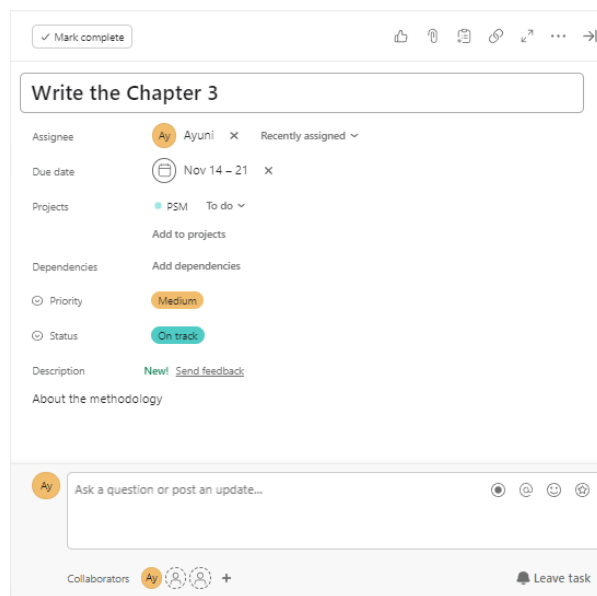 Mark complete
Write the Chapter 3
Assignee Ay Ayuni Recently assigned
Due date Nov 14 – 21
Projects PSM To do
Add to projects
Dependencies Add dependencies
Priority Medium
Status On track
Description New! Send feedback
About the methodology
Ay Ask a question or post an update...
Collaborators Ay Leave task